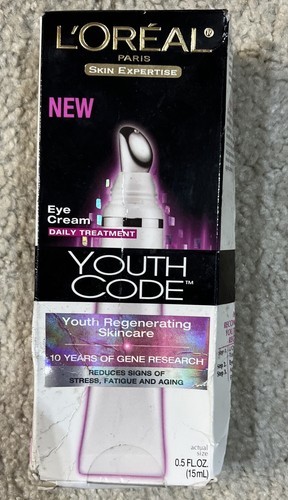 L'ORÉAL®
PARIS
SKIN EXPERTISE
NEW
Eye
Cream
DAILY TREATMENT
YOUTH
CODE™
Youth Regenerating
Skincare
10 YEARS OF GENE RESEARCH
REDUCES SIGNS OF
STRESS, FATIGUE AND AGING
actual
size
0.5 FL.OZ.
(15mL)